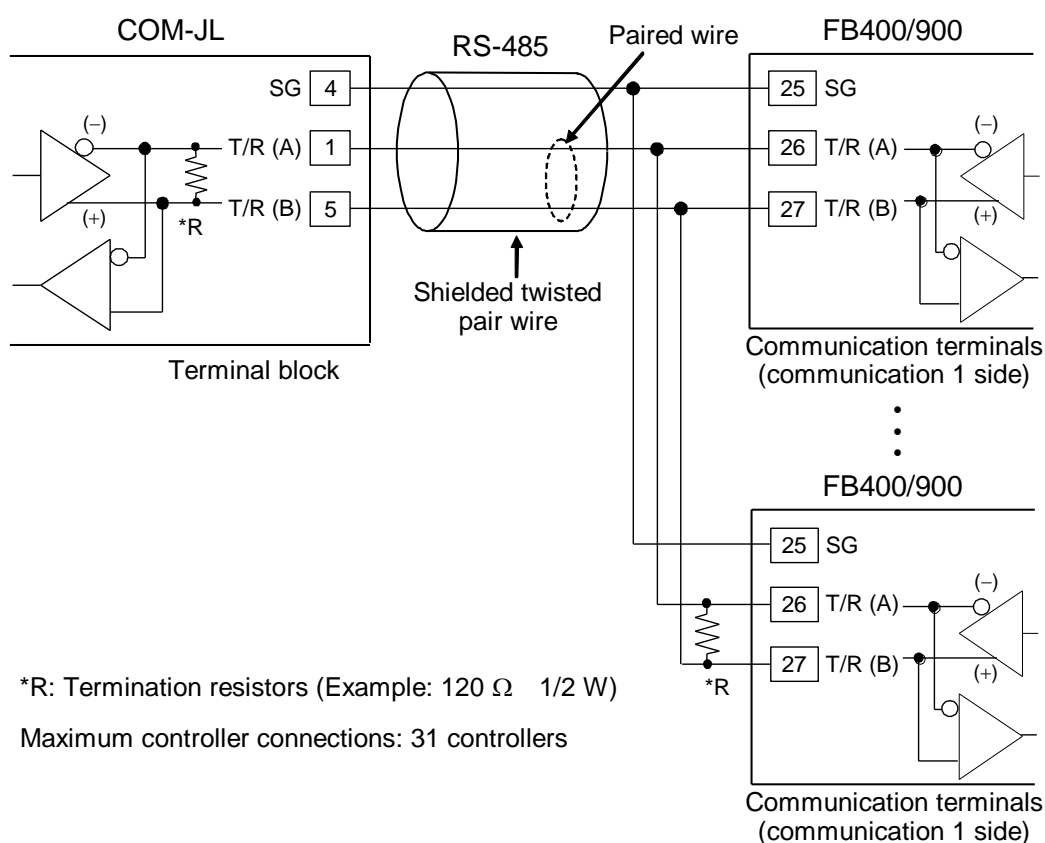 COM-JL
RS-485
Paired wire
FB400/900
SG 4
25 SG
(−)
T/R (A) 1
26 T/R (A)
(−)
T/R (B) 5
27 T/R (B)
(+)
*R
(+)
Shielded twisted
pair wire
Terminal block
Communication terminals
(communication 1 side)
FB400/900
25 SG
26 T/R (A)
(−)
27 T/R (B)
(+)
*R
*R: Termination resistors (Example: 120 Ω 1/2 W)
Maximum controller connections: 31 controllers
Communication terminals
(communication 1 side)